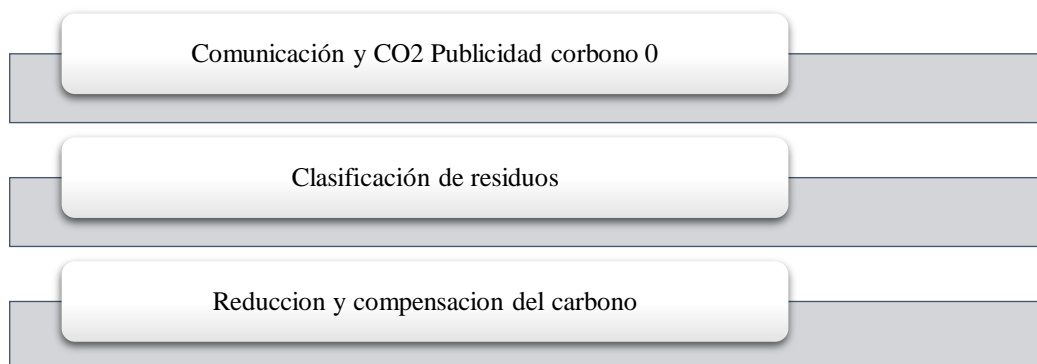 Comunicación y CO2 Publicidad corbono 0
Clasificación de residuos
Reduccion y compensacion del carbono